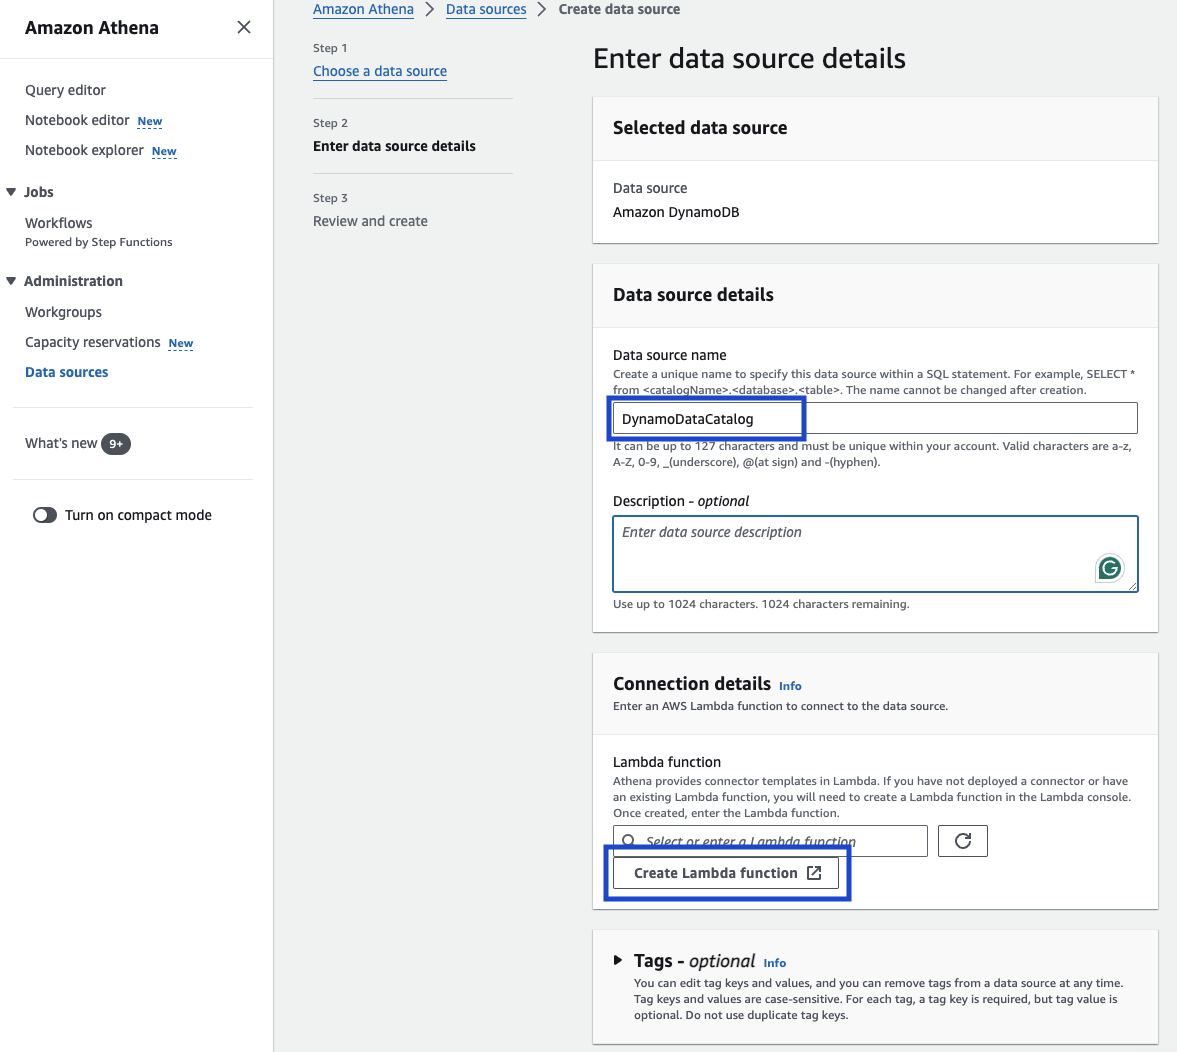 Amazon Athena
Query editor
Notebook editor New
Notebook explorer New
Jobs
Workflows
Powered by Step Functions
Administration
Workgroups
Capacity reservations New
Data sources
What's new 9+
Turn on compact mode
Amazon Athena > Data sources > Create data source
Step 1
Choose a data source
Step 2
Enter data source details
Step 3
Review and create
Enter data source details
Selected data source
Data source
Amazon DynamoDB
Data source details
Data source name
Create a unique name to specify this data source within a SQL statement. For example, SELECT *
from <catalogName>.<database>.<table>. The name cannot be changed after creation.
DynamoDataCatalog
It can be up to 127 characters and must be unique within your account. Valid characters are a-z,
A-Z, 0-9, _(underscore), @(at sign) and -(hyphen).
Description - optional
Enter data source description
Use up to 1024 characters. 1024 characters remaining.
Connection details Info
Enter an AWS Lambda function to connect to the data source.
Lambda function
Athena provides connector templates in Lambda. If you have not deployed a connector or have
an existing Lambda function, you will need to create a Lambda function in the Lambda console.
Once created, enter the Lambda function.
Select or enter a Lambda function
Create Lambda function
Tags - optional Info
You can edit tag keys and values, and you can remove tags from a data source at any time.
Tag keys and values are case-sensitive. For each tag, a tag key is required, but tag value is
optional. Do not use duplicate tag keys.